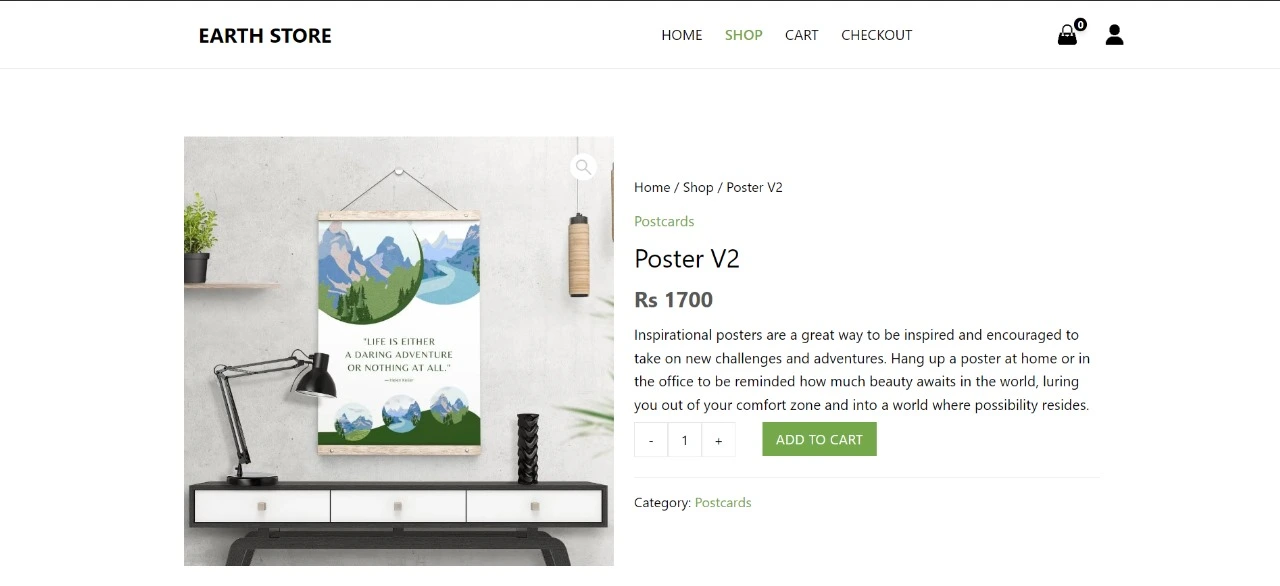 EARTH STORE
HOME SHOP CART CHECKOUT
0
Home / Shop / Poster V2
Postcards
Poster V2
Rs 1700
Inspirational posters are a great way to be inspired and encouraged to
take on new challenges and adventures. Hang up a poster at home or in
the office to be reminded how much beauty awaits in the world, luring
you out of your comfort zone and into a world where possibility resides.
- 1 + ADD TO CART
Category: Postcards
"LIFE IS EITHER
A DARING ADVENTURE
OR NOTHING AT ALL."
—Helen Keller